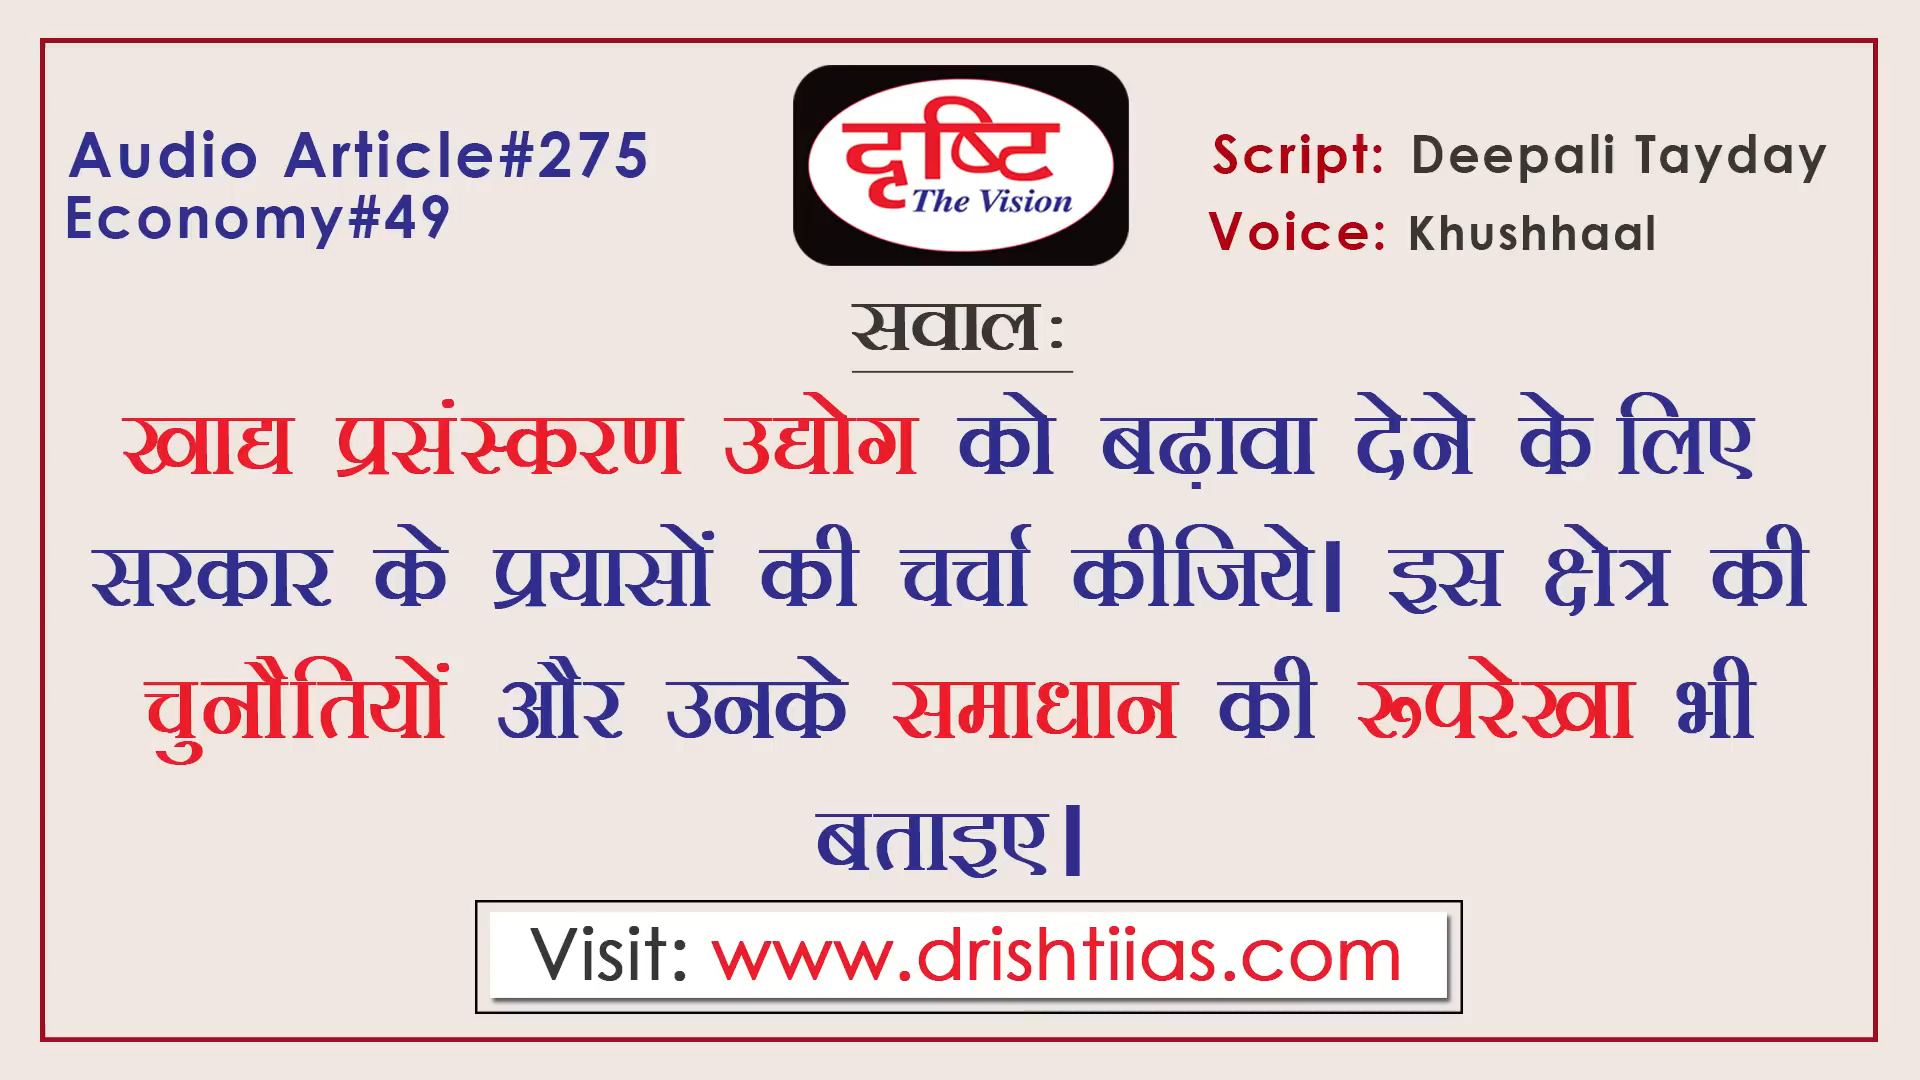 Audio Article#275
Economy#49
दृष्टि
The Vision
Script: Deepali Tayday
Voice: Khushhaal
सवाल:
खाद्य प्रसंस्करण उद्योग को बढ़ावा देने के लिए
सरकार के प्रयासों की चर्चा कीजिये। इस क्षेत्र की
चुनौतियों और उनके समाधान की रूपरेखा भी
बताइए।
Visit: www.drishtiias.com